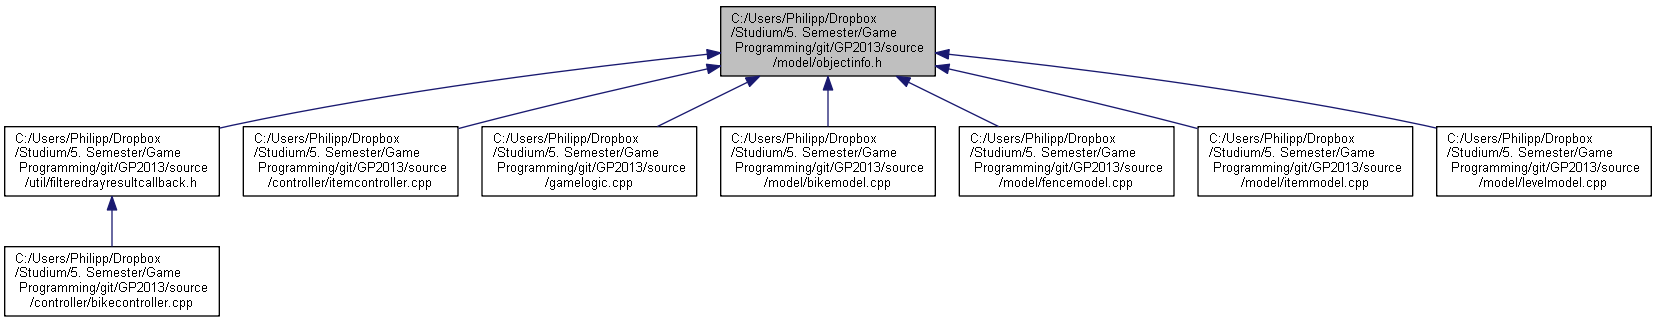 C:/Users/Philipp/Dropbox
/Studium/5. Semester/Game
Programming/git/GP2013/source
/model/objectinfo.h
C:/Users/Philipp/Dropbox
/Studium/5. Semester/Game
Programming/git/GP2013/source
/util/filteredrayresultcallback.h
C:/Users/Philipp/Dropbox
/Studium/5. Semester/Game
Programming/git/GP2013/source
/controller/itemcontroller.cpp
C:/Users/Philipp/Dropbox
/Studium/5. Semester/Game
Programming/git/GP2013/source
/gamelogic.cpp
C:/Users/Philipp/Dropbox
/Studium/5. Semester/Game
Programming/git/GP2013/source
/model/bikemodel.cpp
C:/Users/Philipp/Dropbox
/Studium/5. Semester/Game
Programming/git/GP2013/source
/model/fencemodel.cpp
C:/Users/Philipp/Dropbox
/Studium/5. Semester/Game
Programming/git/GP2013/source
/model/itemmodel.cpp
C:/Users/Philipp/Dropbox
/Studium/5. Semester/Game
Programming/git/GP2013/source
/model/levelmodel.cpp
C:/Users/Philipp/Dropbox
/Studium/5. Semester/Game
Programming/git/GP2013/source
/controller/bikecontroller.cpp